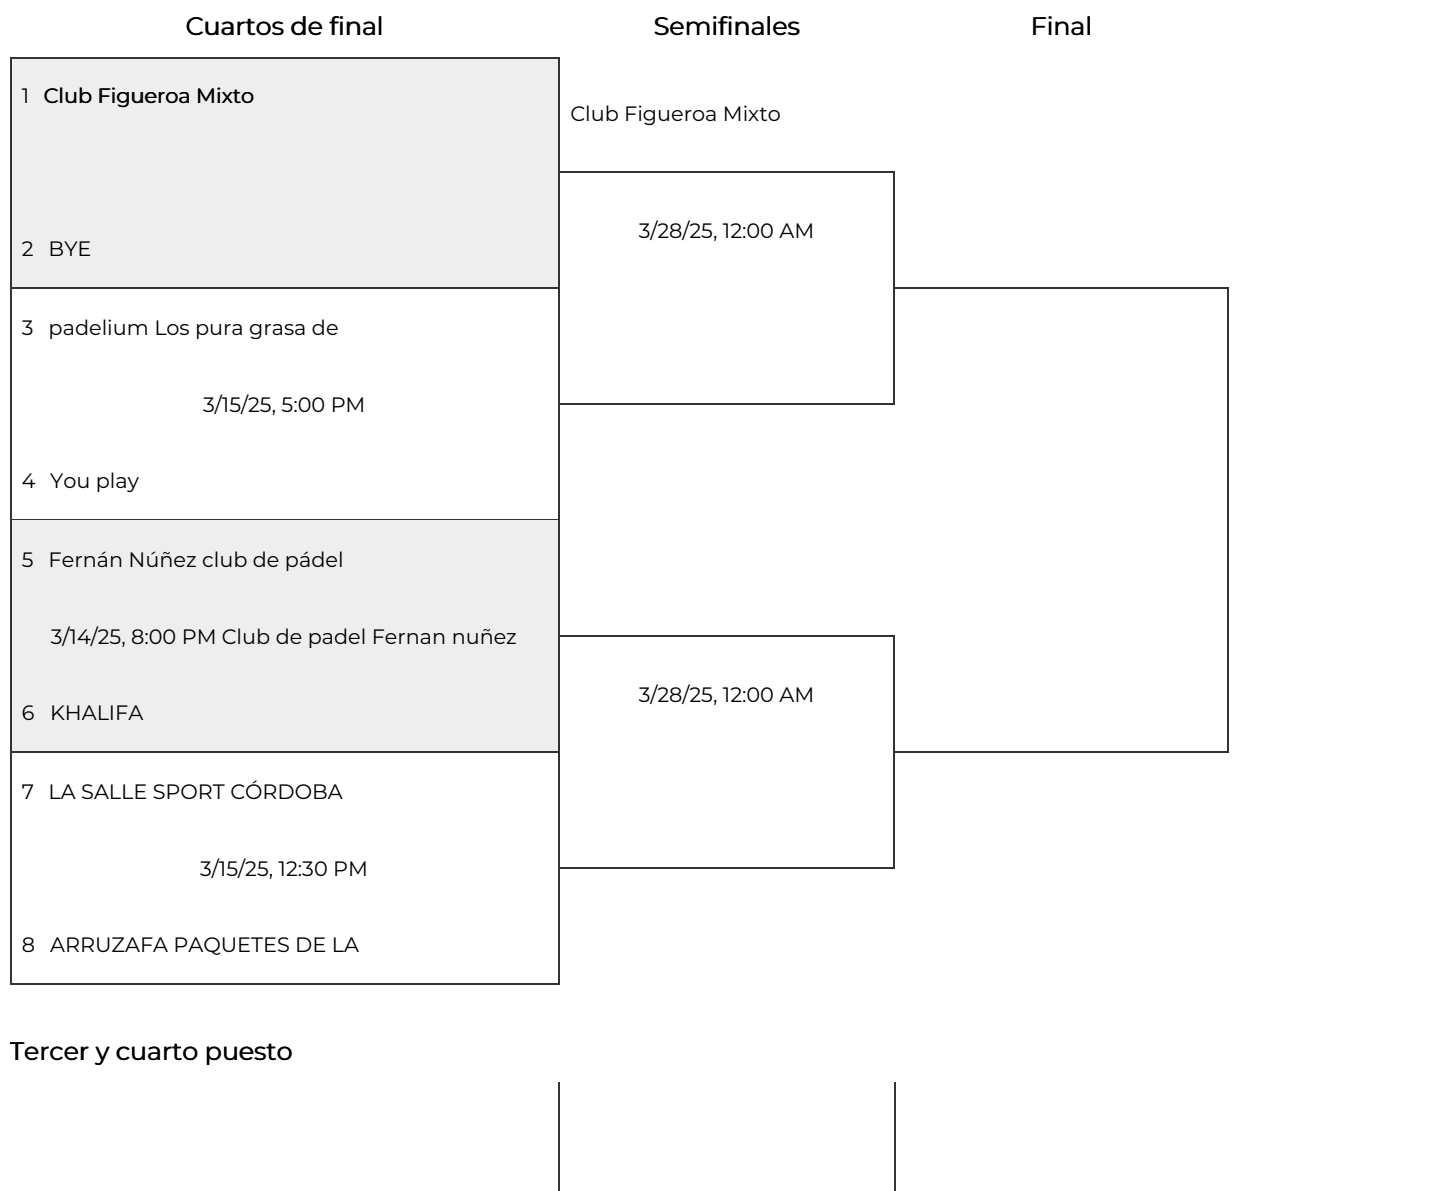 Cuartos de final
Semifinales
Final
1 Club Figueroa Mixto
Club Figueroa Mixto
3/28/25, 12:00 AM
2 BYE
3 padelium Los pura grasa de
3/15/25, 5:00 PM
4 You play
5 Fernán Núñez club de pádel
3/14/25, 8:00 PM Club de padel Fernan nuñez
3/28/25, 12:00 AM
6 KHALIFA
7 LA SALLE SPORT CÓRDOBA
3/15/25, 12:30 PM
8 ARRUZAFA PAQUETES DE LA
Tercer y cuarto puesto